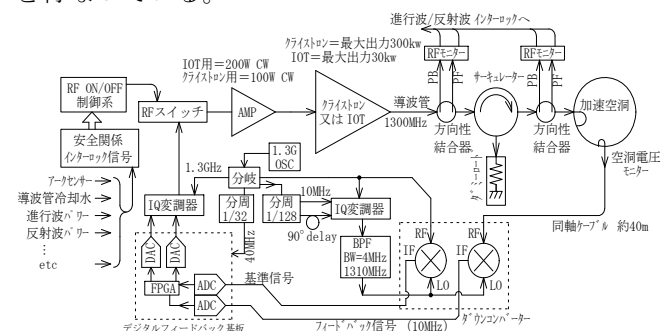 を得ないでいる。
進行波/反射波 ｲﾝﾀｰﾛｯｸへ
ｸﾗｲｽﾄﾛﾝ=最大出力300kw
IOT=最大出力30kw
RFﾓﾆﾀｰ
ｻｰｷｭﾚｰﾀｰ
RFﾓﾆﾀｰ
IOT用=200W CW
ｸﾗｲｽﾄﾛﾝ用=100W CW
PB
PF
PB
PF
RF ON/OFF
制御系
RFスイッチ
AMP
ｸﾗｲｽﾄﾛﾝ
又は IOT
導波管
1300MHz
加速空洞
方向性
結合器
方向性
結合器
安全関係
ｲﾝﾀｰﾛｯｸ信号
1.3G
OSC
ﾀﾞﾐｰﾛｰﾄﾞ
空洞電圧
ﾓﾆﾀｰ
1.3GHz
分岐
ｱｰｸｾﾝｻｰ
導波管冷却水
進行波ﾊﾟﾜｰ
反射波ﾊﾟﾜｰ
⋮
etc
IQ変調器
分周
1/32
分周
1/128
10MHz
IQ変調器
90°delay
同軸ｹｰﾌﾞﾙ 約40m
40MHz
BPF
BW=4MHz
1310MHz
RF
IF
LO
RF
IF
LO
DAC
DAC
FPGA
ADC
ADC
基準信号
デジタルフィードバック基板
ﾌｨｰﾄﾞﾊﾞｯｸ信号 (10MHz)
ﾀﾞｳﾝｺﾝﾊﾞｰﾀｰ